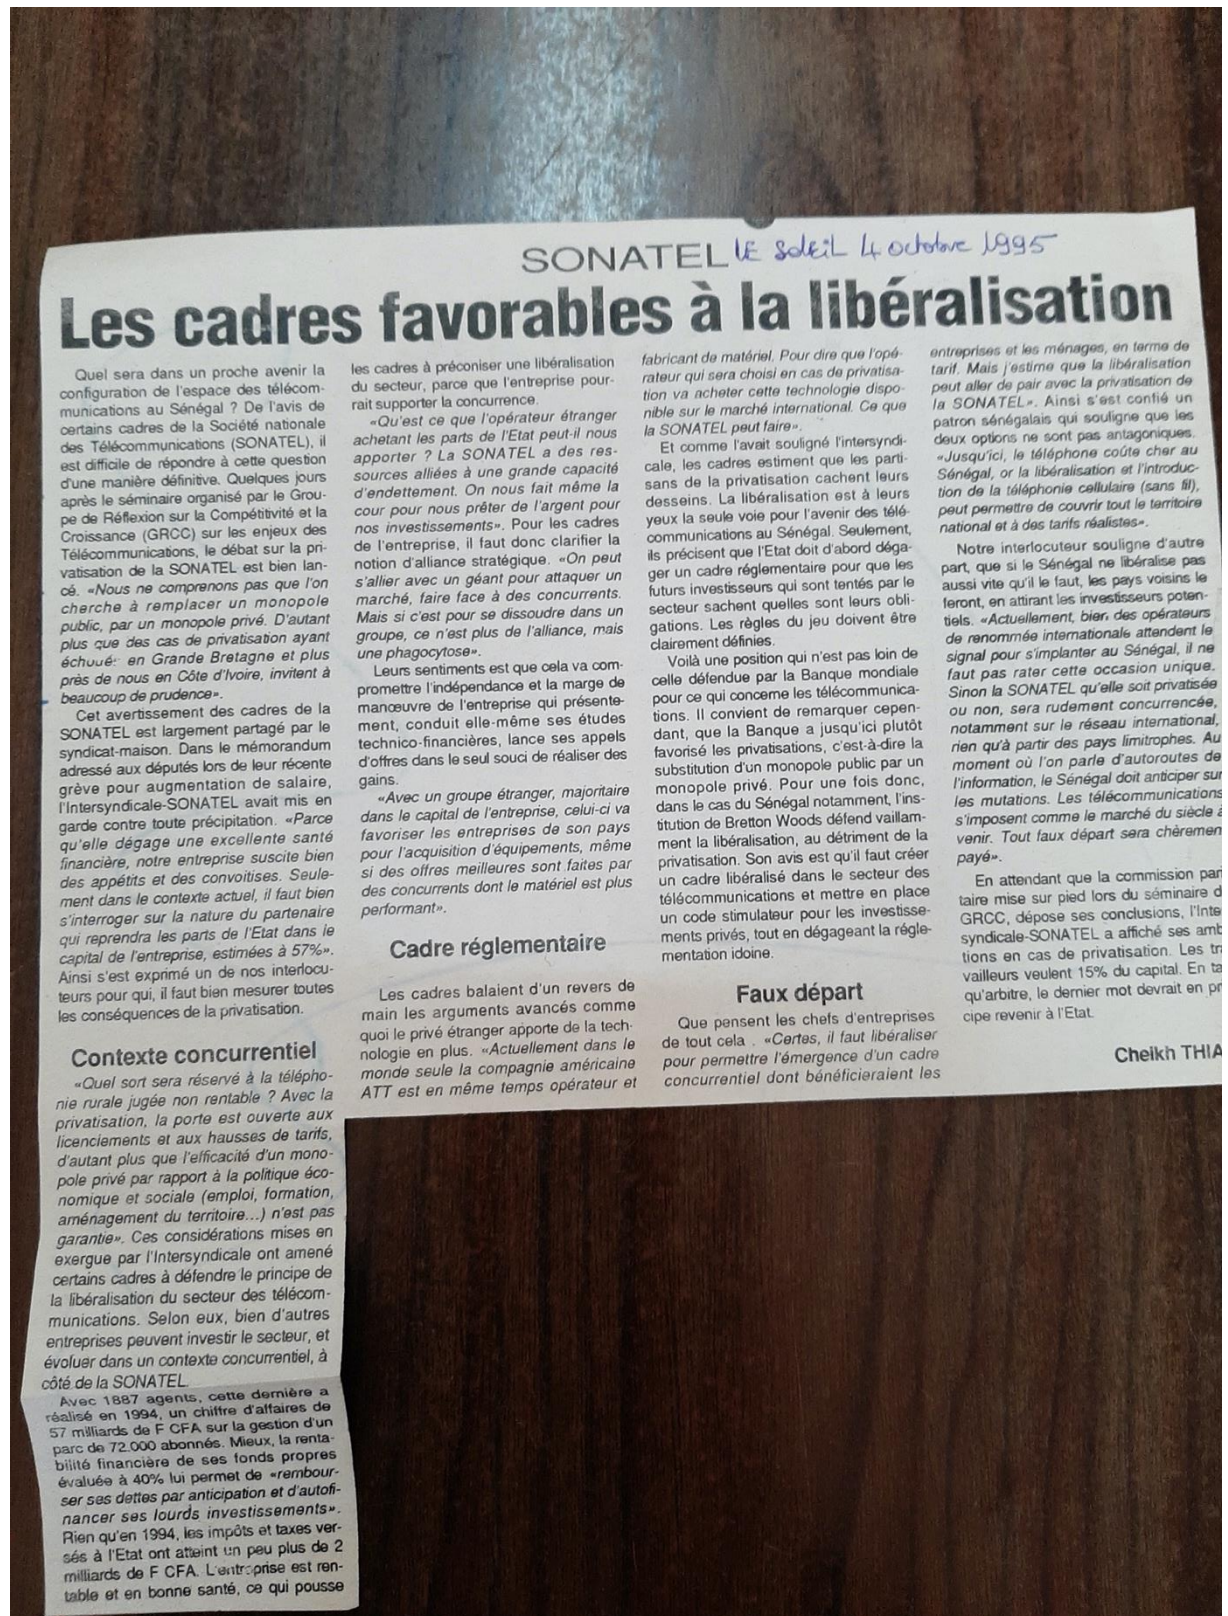 SONATEL LE SOLEIL 4 octobre 1995
Les cadres favorables à la libéralisation
Quel sera dans un proche avenir la
configuration de l'espace des télécom-
munications au Sénégal ? De l'avis de
certains cadres de la Société nationale
des Télécommunications (SONATEL), il
est difficile de répondre à cette question
d'une manière définitive. Quelques jours
après le séminaire organisé par le Grou-
pe de Réflexion sur la Compétitivité et la
Croissance (GRCC) sur les enjeux des
Télécommunications, le débat sur la pri-
vatisation de la SONATEL est bien lan-
cé. «Nous ne comprenons pas que l'on
cherche à remplacer un monopole
public, par un monopole privé. D'autant
plus que des cas de privatisation ayant
échoué: en Grande Bretagne et plus
près de nous en Côte d'Ivoire, invitent à
beaucoup de prudence».
Cet avertissement des cadres de la
SONATEL est largement partagé par le
syndicat-maison. Dans le mémorandum
adressé aux députés lors de leur récente
grève pour augmentation de salaire,
l'Intersyndicale-SONATEL avait mis en
garde contre toute précipitation. «Parce
qu'elle dégage une excellente santé
financière, notre entreprise suscite bien
des appétits et des convoitises. Seule-
ment dans le contexte actuel, il faut bien
s'interroger sur la nature du partenaire
qui reprendra les parts de l'Etat dans le
capital de l'entreprise, estimées à 57%».
Ainsi s'est exprimé un de nos interlocu-
teurs pour qui, il faut bien mesurer toutes
les conséquences de la privatisation.
Contexte concurrentiel
«Quel sort sera réservé à la télépho-
nie rurale jugée non rentable ? Avec la
privatisation, la porte est ouverte aux
licenciements et aux hausses de tarifs,
d'autant plus que l'efficacité d'un mono-
pole privé par rapport à la politique éco-
nomique et sociale (emploi, formation,
aménagement du territoire...) n'est pas
garantie». Ces considérations mises en
exergue par l'Intersyndicale ont amené
certains cadres à défendre le principe de
la libéralisation du secteur des télécom-
munications. Selon eux, bien d'autres
entreprises peuvent investir le secteur, et
évoluer dans un contexte concurrentiel, à
côté de la SONATEL.
Avec 1887 agents, cette dernière a
réalisé en 1994, un chiffre d'affaires de
57 milliards de F CFA sur la gestion d'un
parc de 72.000 abonnés. Mieux, la renta-
bilité financière de ses fonds propres
évaluée à 40% lui permet de «rembour-
ser ses dettes par anticipation et d'autofi-
nancer ses lourds investissements».
Rien qu'en 1994, les impôts et taxes ver-
sés à l'Etat ont atteint un peu plus de 2
milliards de F CFA. L'entreprise est ren-
table et en bonne santé, ce qui pousse
les cadres à préconiser une libéralisation
du secteur, parce que l'entreprise pour-
rait supporter la concurrence.
«Qu'est ce que l'opérateur étranger
achetant les parts de l'Etat peut-il nous
apporter ? La SONATEL a des res-
sources alliées à une grande capacité
d'endettement. On nous fait même la
cour pour nous prêter de l'argent pour
nos investissements». Pour les cadres
de l'entreprise, il faut donc clarifier la
notion d'alliance stratégique. «On peut
s'allier avec un géant pour attaquer un
marché, faire face à des concurrents.
Mais si c'est pour se dissoudre dans un
groupe, ce n'est plus de l'alliance, mais
une phagocytose».
Leurs sentiments est que cela va com-
promettre l'indépendance et la marge de
manœuvre de l'entreprise qui présente-
ment, conduit elle-même ses études
technico-financières, lance ses appels
d'offres dans le seul souci de réaliser des
gains.
«Avec un groupe étranger, majoritaire
dans le capital de l'entreprise, celui-ci va
favoriser les entreprises de son pays
pour l'acquisition d'équipements, même
si des offres meilleures sont faites par
des concurrents dont le matériel est plus
performant».
Cadre réglementaire
Les cadres balaient d'un revers de
main les arguments avancés comme
quoi le privé étranger apporte de la tech-
nologie en plus. «Actuellement dans le
monde seule la compagnie américaine
ATT est en même temps opérateur et
fabricant de matériel. Pour dire que l'opé-
rateur qui sera choisi en cas de privatisa-
tion va acheter cette technologie dispo-
nible sur le marché international. Ce que
la SONATEL peut faire».
Et comme l'avait souligné l'intersyndi-
cale, les cadres estiment que les parti-
sans de la privatisation cachent leurs
desseins. La libéralisation est à leurs
yeux la seule voie pour l'avenir des télé-
communications au Sénégal. Seulement,
ils précisent que l'Etat doit d'abord déga-
ger un cadre réglementaire pour que les
futurs investisseurs qui sont tentés par le
secteur sachent quelles sont leurs obli-
gations. Les règles du jeu doivent être
clairement définies.
Voilà une position qui n'est pas loin de
celle défendue par la Banque mondiale
pour ce qui concerne les télécommunica-
tions. Il convient de remarquer cepen-
dant, que la Banque a jusqu'ici plutôt
favorisé les privatisations, c'est-à-dire la
substitution d'un monopole public par un
monopole privé. Pour une fois donc,
dans le cas du Sénégal notamment, l'ins-
titution de Bretton Woods défend vaillam-
ment la libéralisation, au détriment de la
privatisation. Son avis est qu'il faut créer
un cadre libéralisé dans le secteur des
télécommunications et mettre en place
un code stimulateur pour les investisse-
ments privés, tout en dégageant la régle-
mentation idoine.
Faux départ
Que pensent les chefs d'entreprises
de tout cela . «Certes, il faut libéraliser
pour permettre l'émergence d'un cadre
concurrentiel dont bénéficieraient les
entreprises et les ménages, en terme de
tarif. Mais j'estime que la libéralisation
peut aller de pair avec la privatisation de
la SONATEL». Ainsi s'est confié un
patron sénégalais qui souligne que les
deux options ne sont pas antagoniques.
«Jusqu'ici, le téléphone coûte cher au
Sénégal, or la libéralisation et l'introduc-
tion de la téléphonie cellulaire (sans fil),
peut permettre de couvrir tout le territoire
national et à des tarifs réalistes».
Notre interlocuteur souligne d'autre
part, que si le Sénégal ne libéralise pas
aussi vite qu'il le faut, les pays voisins le
feront, en attirant les investisseurs poten-
tiels. «Actuellement, bien des opérateurs
de renommée internationale attendent le
signal pour s'implanter au Sénégal, il ne
faut pas rater cette occasion unique.
Sinon la SONATEL qu'elle soit privatisée
ou non, sera rudement concurrencée,
notamment sur le réseau international,
rien qu'à partir des pays limitrophes. Au
moment où l'on parle d'autoroutes de
l'information, le Sénégal doit anticiper sur
les mutations. Les télécommunications
s'imposent comme le marché du siècle à
venir. Tout faux départ sera chèremen
payé».
En attendant que la commission pari
taire mise sur pied lors du séminaire d
GRCC, dépose ses conclusions, l'Inte
syndicale-SONATEL a affiché ses amb
tions en cas de privatisation. Les tra
vailleurs veulent 15% du capital. En ta
qu'arbitre, le dernier mot devrait en pr
cipe revenir à l'Etat.
Cheikh THIA